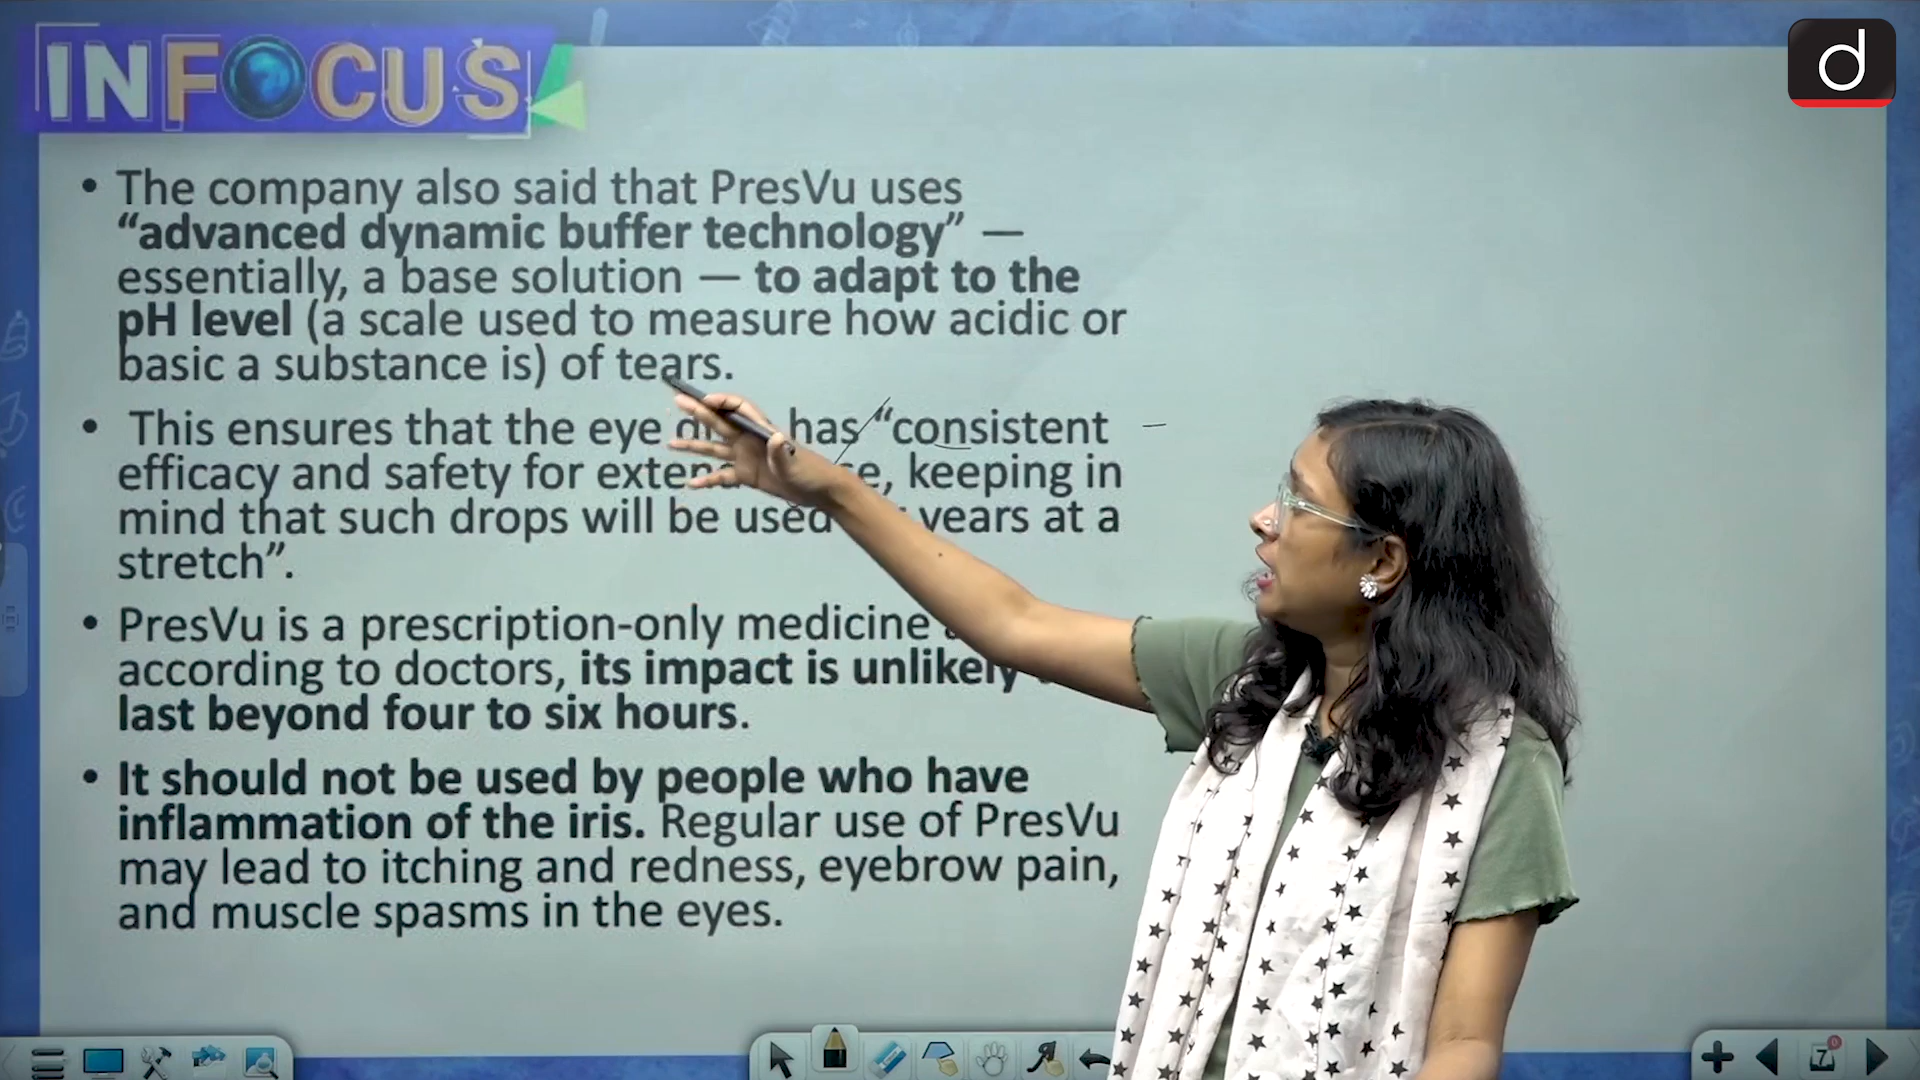 INFOCUS
d
• The company also said that PresVu uses
“advanced dynamic buffer technology” —
essentially, a base solution — to adapt to the
pH level (a scale used to measure how acidic or
basic a substance is) of tears.
• This ensures that the eye has “consistent
efficacy and safety for keeping in
mind that such drops will be used years at a
stretch”.
• PresVu is a prescription-only medicine
according to doctors, its impact is unlikely
last beyond four to six hours.
• It should not be used by people who have
inflammation of the iris. Regular use of PresVu
may lead to itching and redness, eyebrow pain,
and muscle spasms in the eyes.
7
0